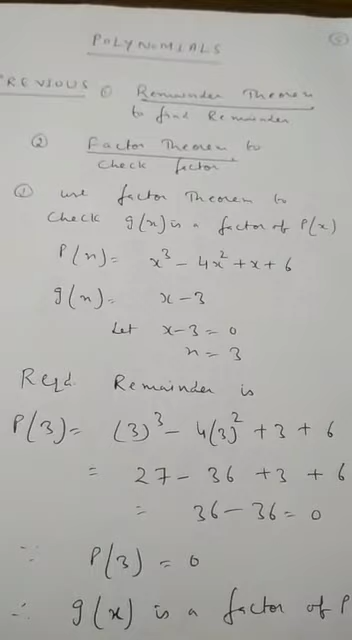 POLYNOMIALS
⑤
PREVIOUS ① Remainder Theorem
to find Remainder
② Factor Theorem to
check factor
① use factor Theorem to
check g(x) is a factor of P(x)
P(x) = x³ - 4x² + x + 6
g(x) = x - 3
Let x - 3 = 0
x = 3
Reqd. Remainder is
P(3) = (3)³ - 4(3)² + 3 + 6
= 27 - 36 + 3 + 6
= 36 - 36 = 0
∵ P(3) = 0
∴ g(x) is a factor of P